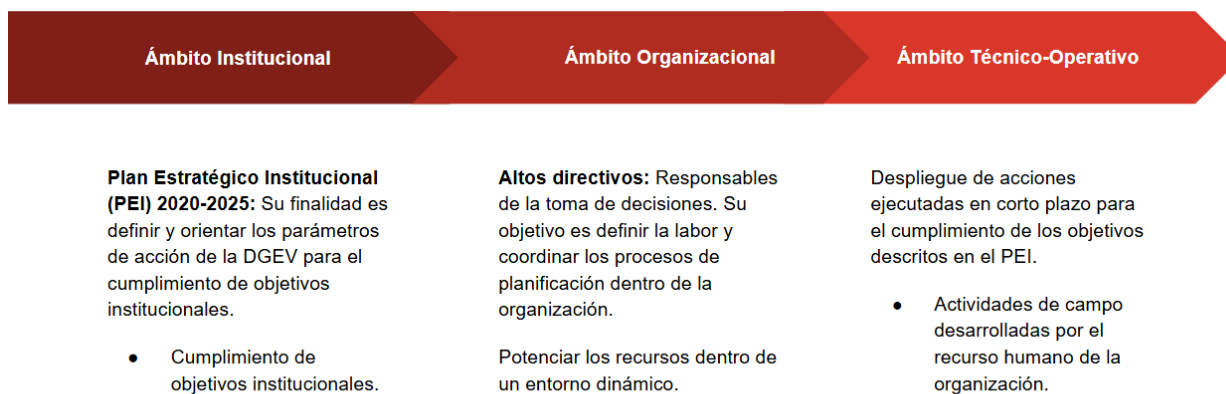 Ámbito Institucional
Ámbito Organizacional
Ámbito Técnico-Operativo
Plan Estratégico Institucional
(PEI) 2020-2025: Su finalidad es
definir y orientar los parámetros
de acción de la DGEV para el
cumplimiento de objetivos
institucionales.
● Cumplimiento de
objetivos institucionales.
Altos directivos: Responsables
de la toma de decisiones. Su
objetivo es definir la labor y
coordinar los procesos de
planificación dentro de la
organización.
Potenciar los recursos dentro de
un entorno dinámico.
Despliegue de acciones
ejecutadas en corto plazo para
el cumplimiento de los objetivos
descritos en el PEI.
● Actividades de campo
desarrolladas por el
recurso humano de la
organización.